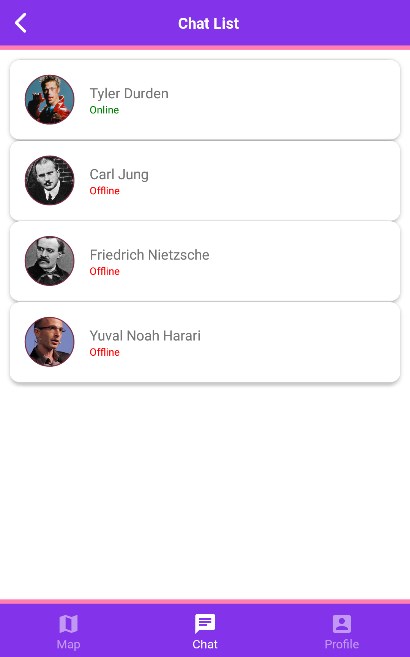 Chat List
Tyler Durden
Online
Carl Jung
Offline
Friedrich Nietzsche
Offline
Yuval Noah Harari
Offline
Map
Chat
Profile